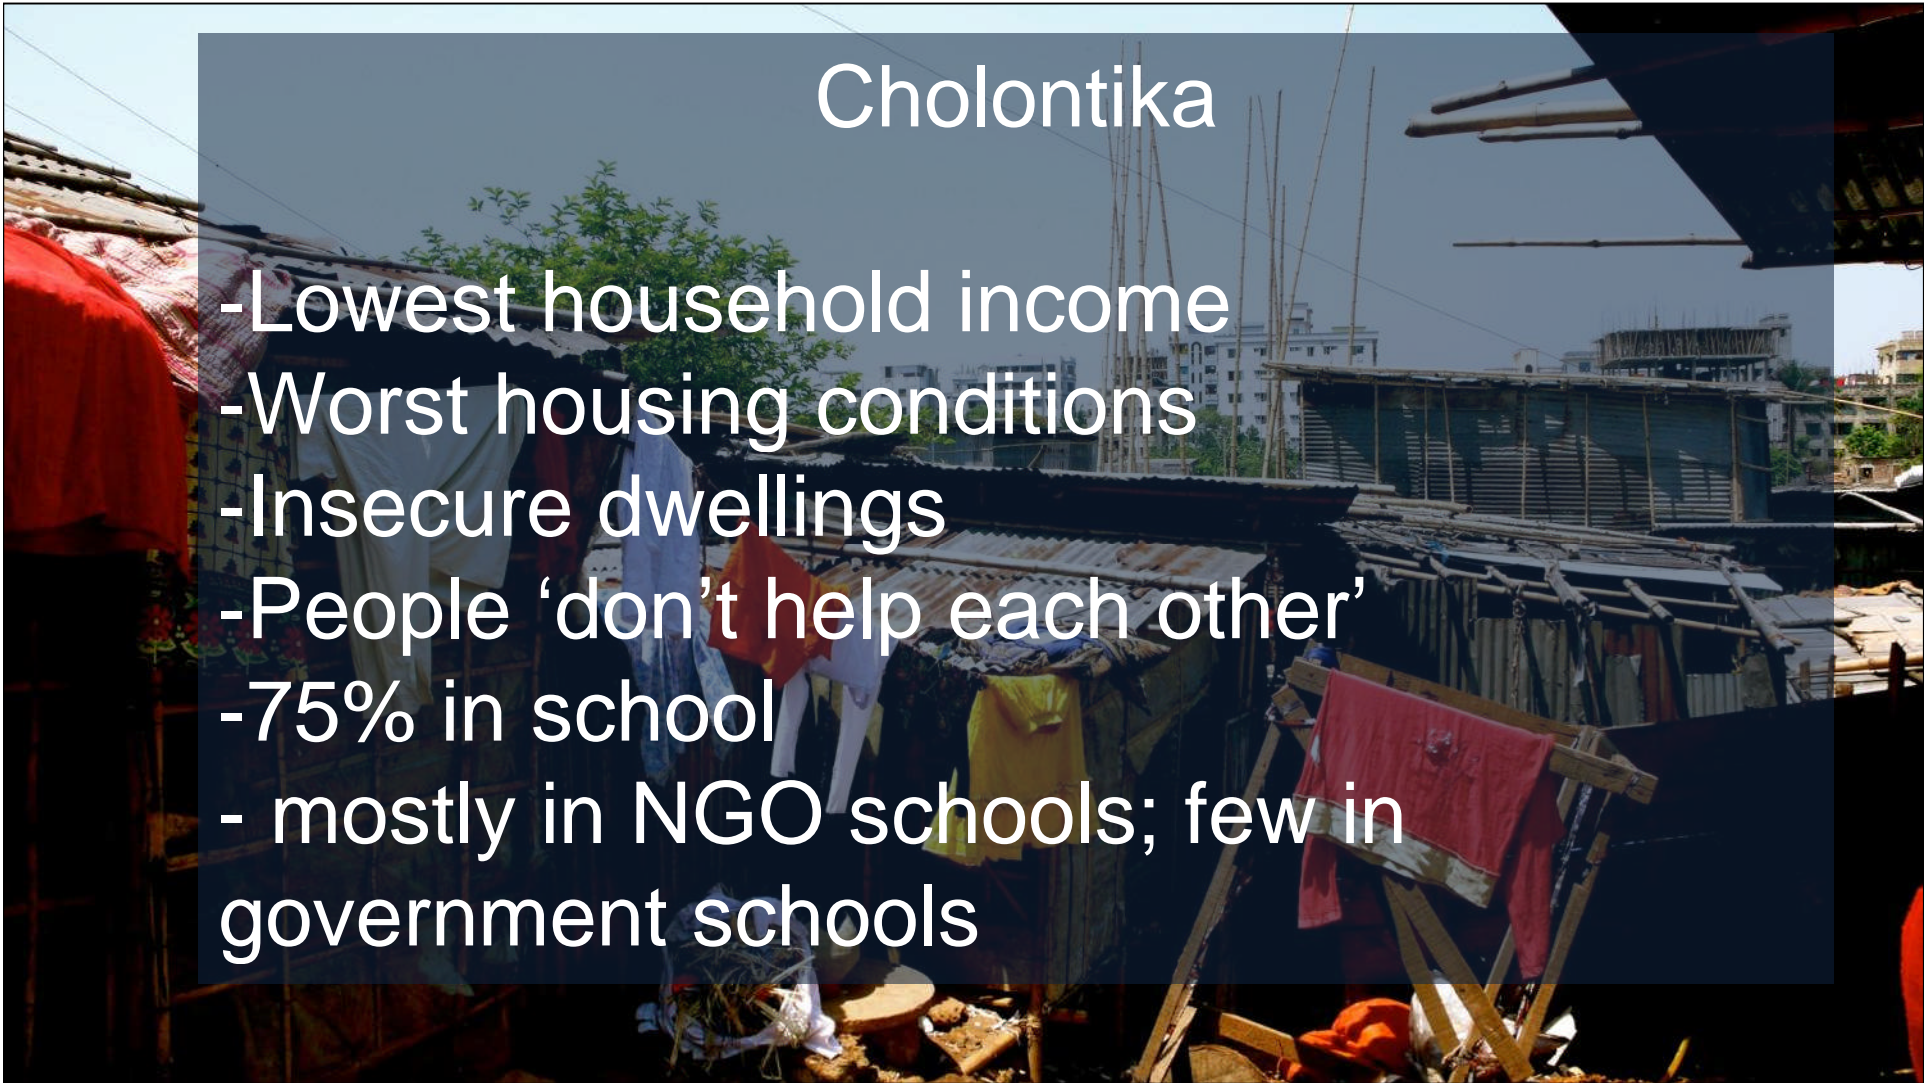 Cholontika
-Lowest household income
-Worst housing conditions
-Insecure dwellings
-People ‘don’t help each other’
-75% in school
- mostly in NGO schools; few in
government schools